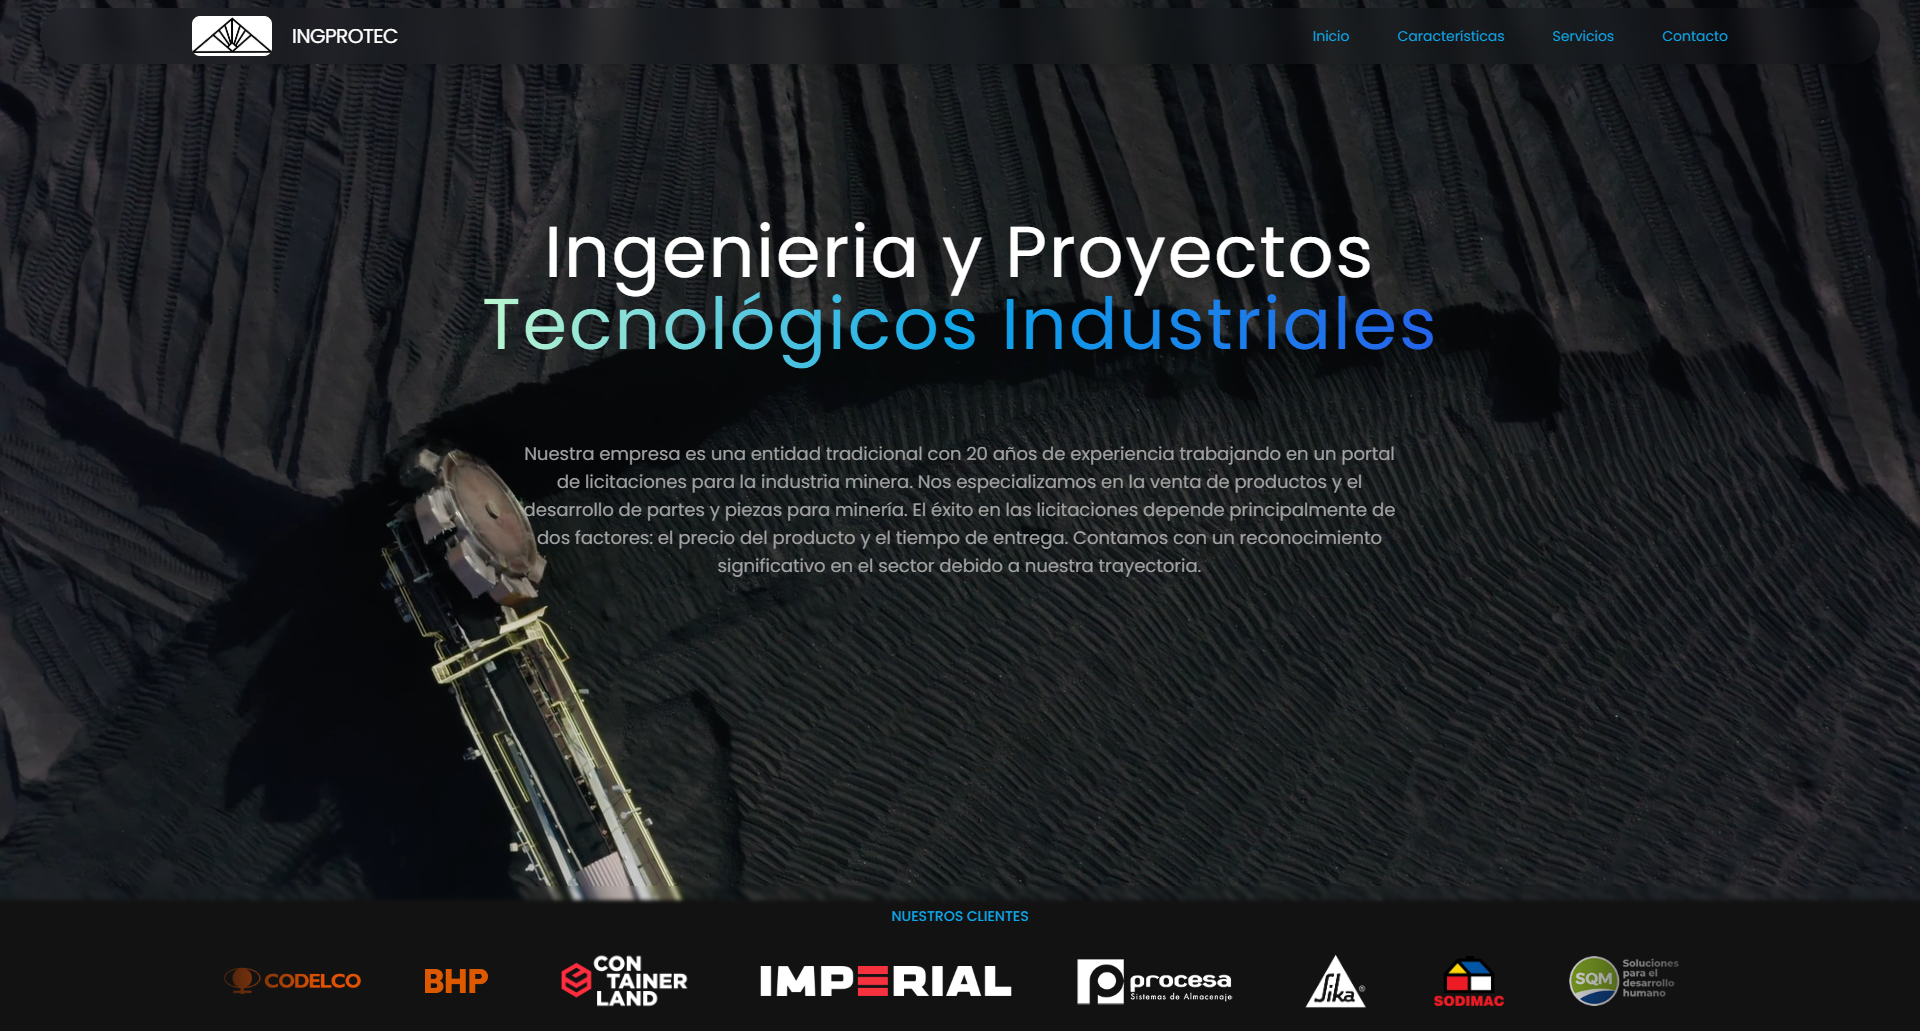 INGPROTEC
Inicio Características Servicios Contacto
Ingenieria y Proyectos
Tecnológicos Industriales
Nuestra empresa es una entidad tradicional con 20 años de experiencia trabajando en un portal
de licitaciones para la industria minera. Nos especializamos en la venta de productos y el
desarrollo de partes y piezas para minería. El éxito en las licitaciones depende principalmente de
dos factores: el precio del producto y el tiempo de entrega. Contamos con un reconocimiento
significativo en el sector debido a nuestra trayectoria.
NUESTROS CLIENTES
CODELCO
BHP
CON
TAINER
LAND
IMPERIAL
procesa
Sistemas de Almacenaje
Sika®
SODIMAC
SQM
Soluciones
para el
desarrollo
humano